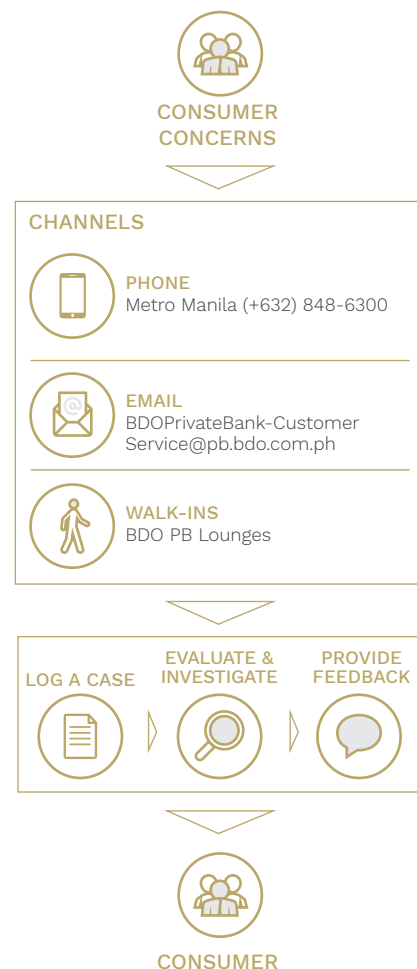 CONSUMER
CONCERNS
CHANNELS
PHONE
Metro Manila (+632) 848-6300
@
EMAIL
BDOPrivateBank-Customer
Service@pb.bdo.com.ph
WALK-INS
BDO PB Lounges
LOG A CASE
EVALUATE &
INVESTIGATE
PROVIDE
FEEDBACK
CONSUMER